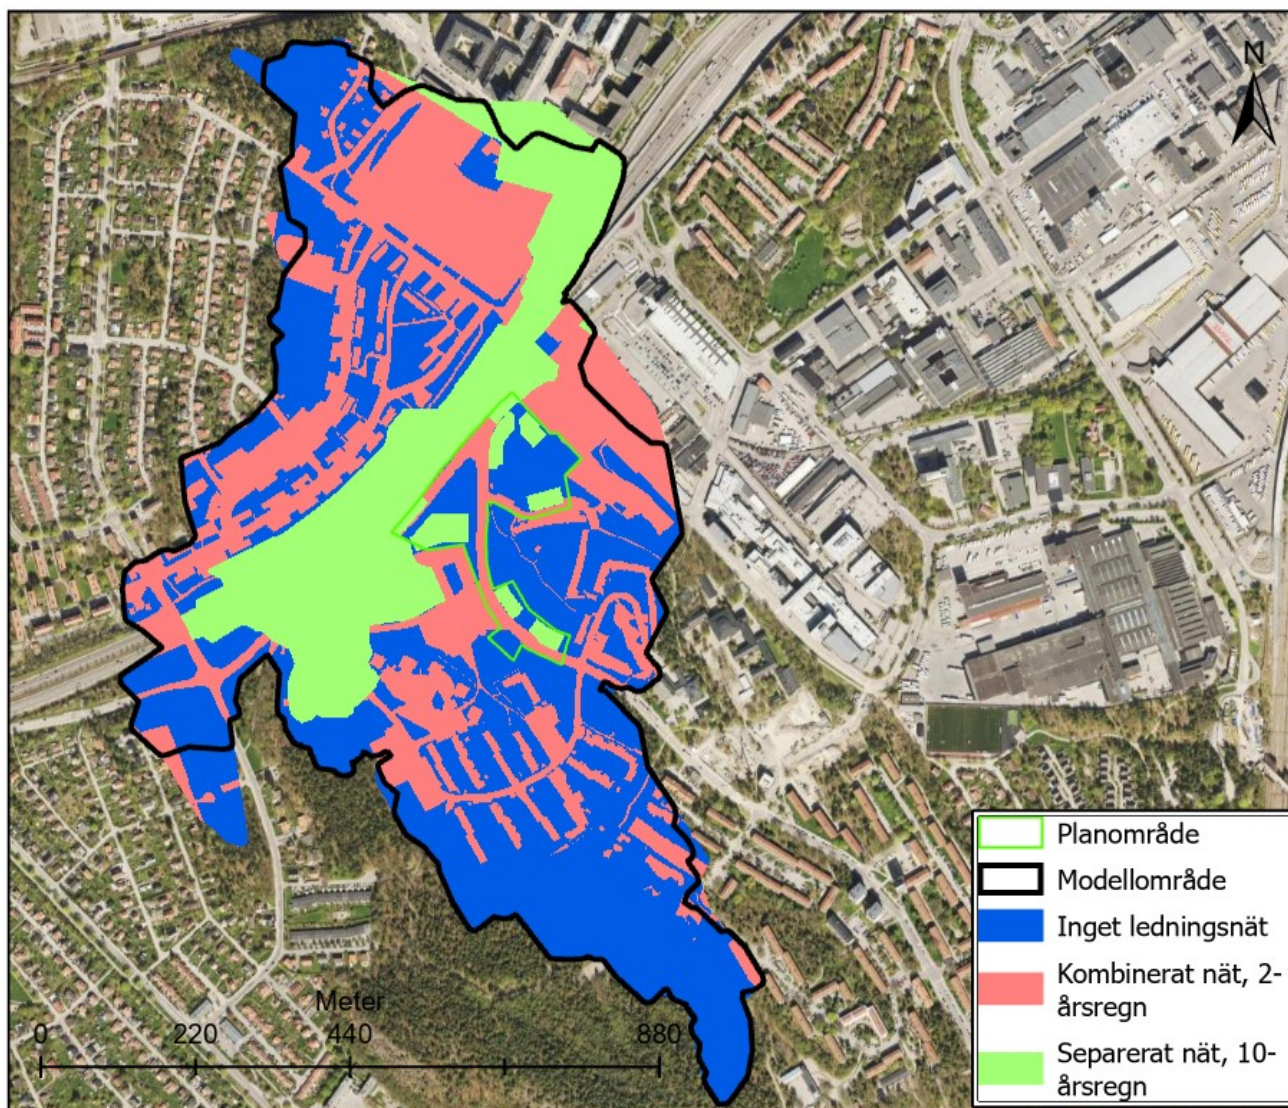 N
Planområde
Modellområde
Inget ledningsnät
Kombinerat nät, 2-
årsregn
Separerat nät, 10-
årsregn
Meter
0 220 440 880